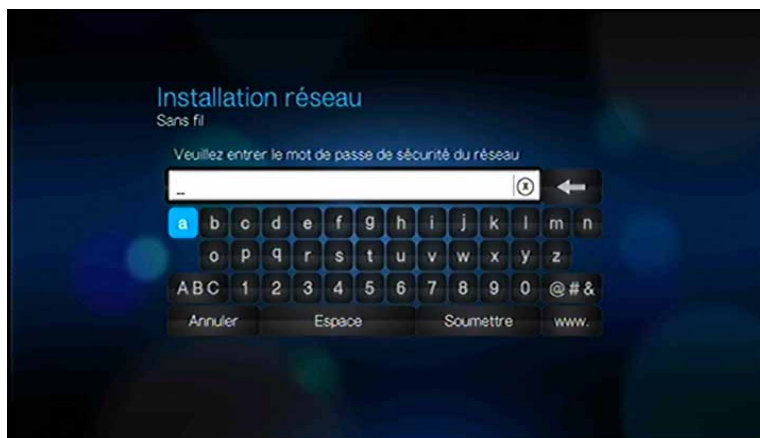 Installation réseau
Sans fil
Veuillez entrer le mot de passe de sécurité du réseau
_
a b c d e f g h i j k l m n
o p q r s t u v w x y z
ABC 1 2 3 4 5 6 7 8 9 0 @#&
Annuler Espace Soumettre www.